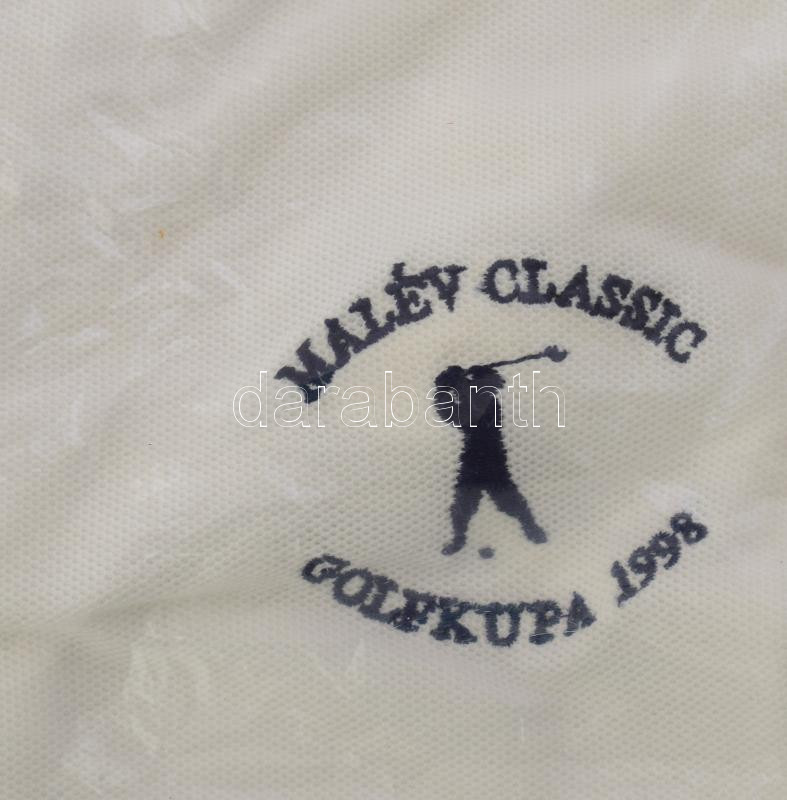 MALÉV CLASSIC
darabanth
GOLFKUPA 1998